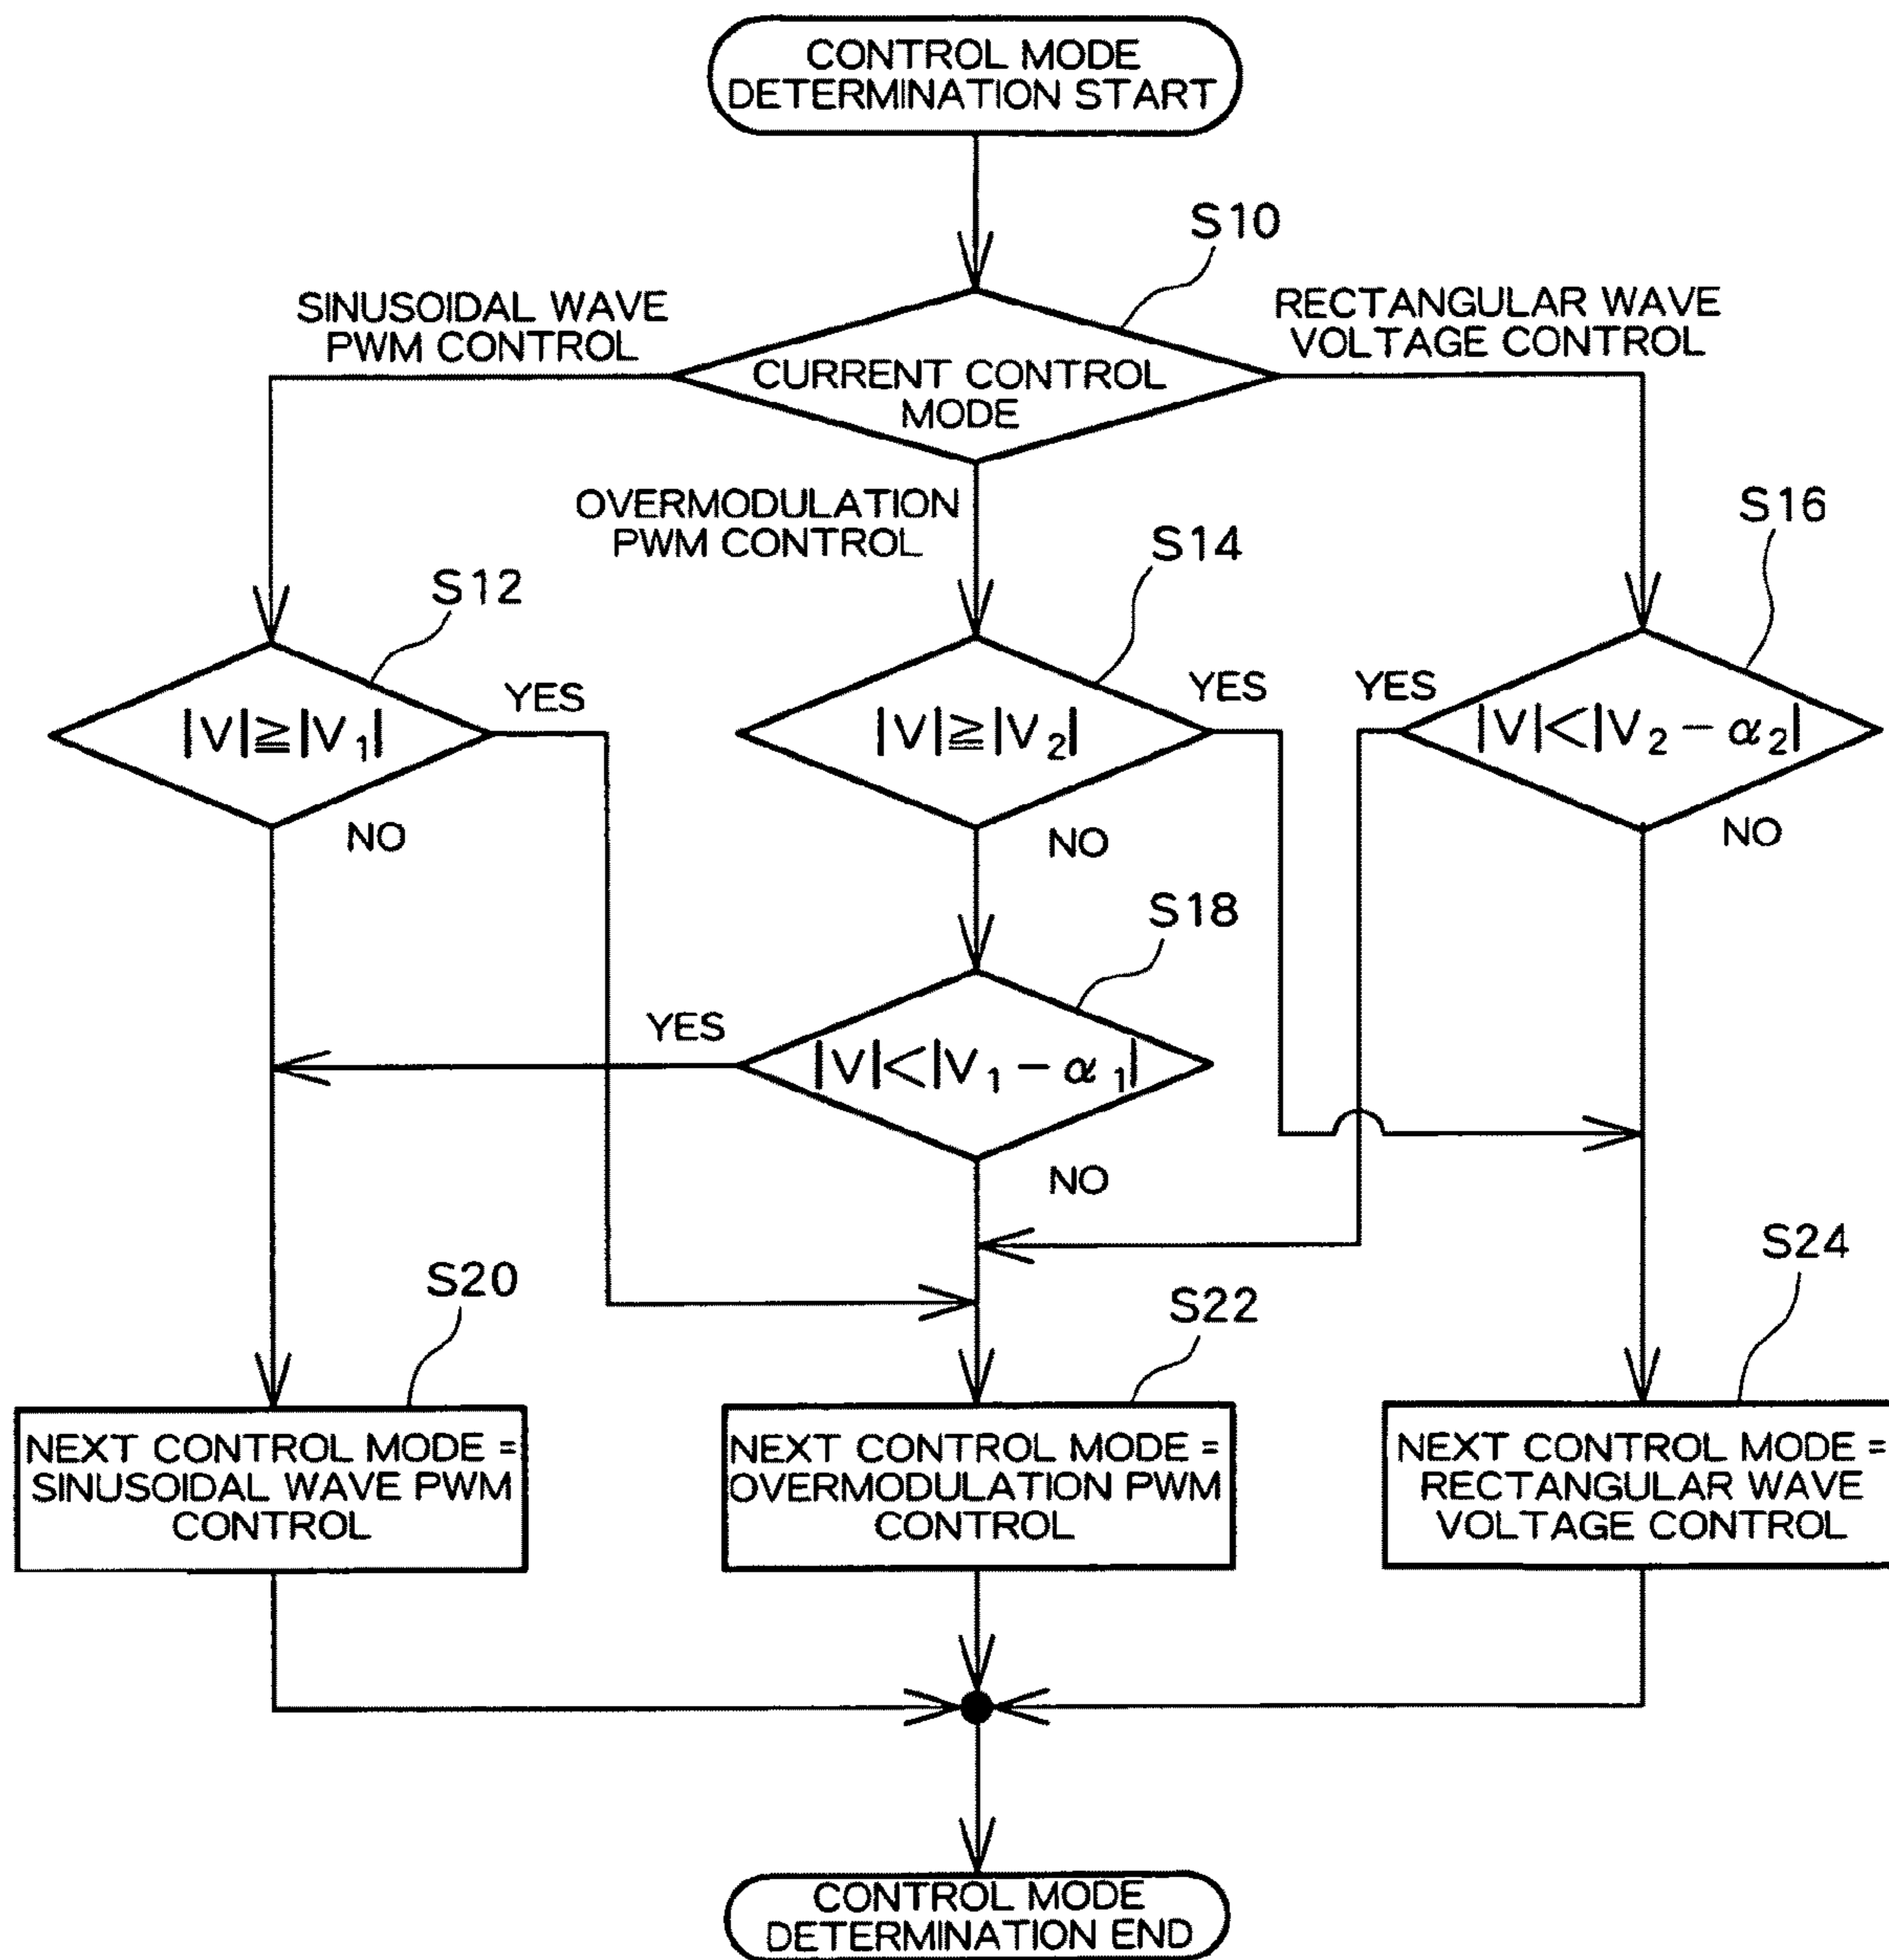 CONTROL MODE
DETERMINATION START
S10
SINUSOIDAL WAVE
PWM CONTROL
RECTANGULAR WAVE
VOLTAGE CONTROL
CURRENT CONTROL
MODE
OVERMODULATION
PWM CONTROL
S12
S14
S16
|V|≧|V₁|
YES
NO
|V|≧|V₂|
YES
NO
YES
|V|<|V₂-α₂|
NO
S18
YES
|V|<|V₁-α₁|
NO
S20
S22
S24
NEXT CONTROL MODE =
SINUSOIDAL WAVE PWM
CONTROL
NEXT CONTROL MODE =
OVERMODULATION PWM
CONTROL
NEXT CONTROL MODE =
RECTANGULAR WAVE
VOLTAGE CONTROL
CONTROL MODE
DETERMINATION END